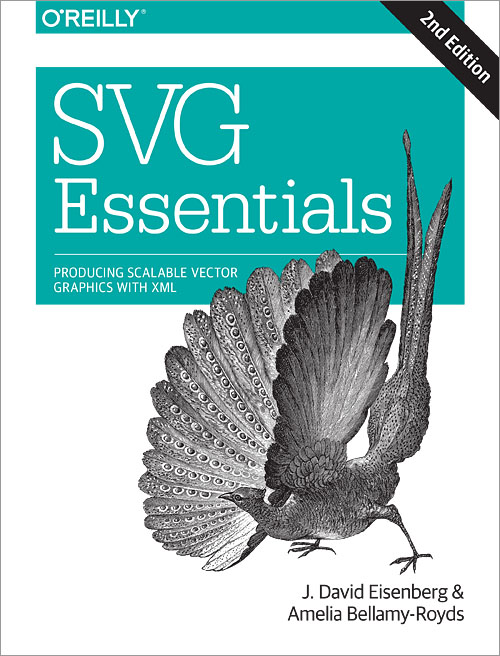 O'REILLY®
2nd Edition
SVG
Essentials
PRODUCING SCALABLE VECTOR
GRAPHICS WITH XML
J. David Eisenberg &
Amelia Bellamy-Royds